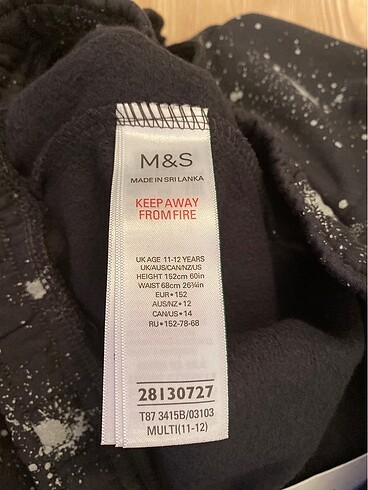 M&S
MADE IN SRI LANKA
KEEP AWAY
FROM FIRE
UK AGE 11-12 YEARS
UK/AUS/CAN/NZ/US
HEIGHT 152cm 60in
WAIST 68cm 26¾in
EUR•152
AUS/NZ•12
CAN/US•14
RU•152-78-68
28130727
T87 3415B/03103
MULTI(11-12)